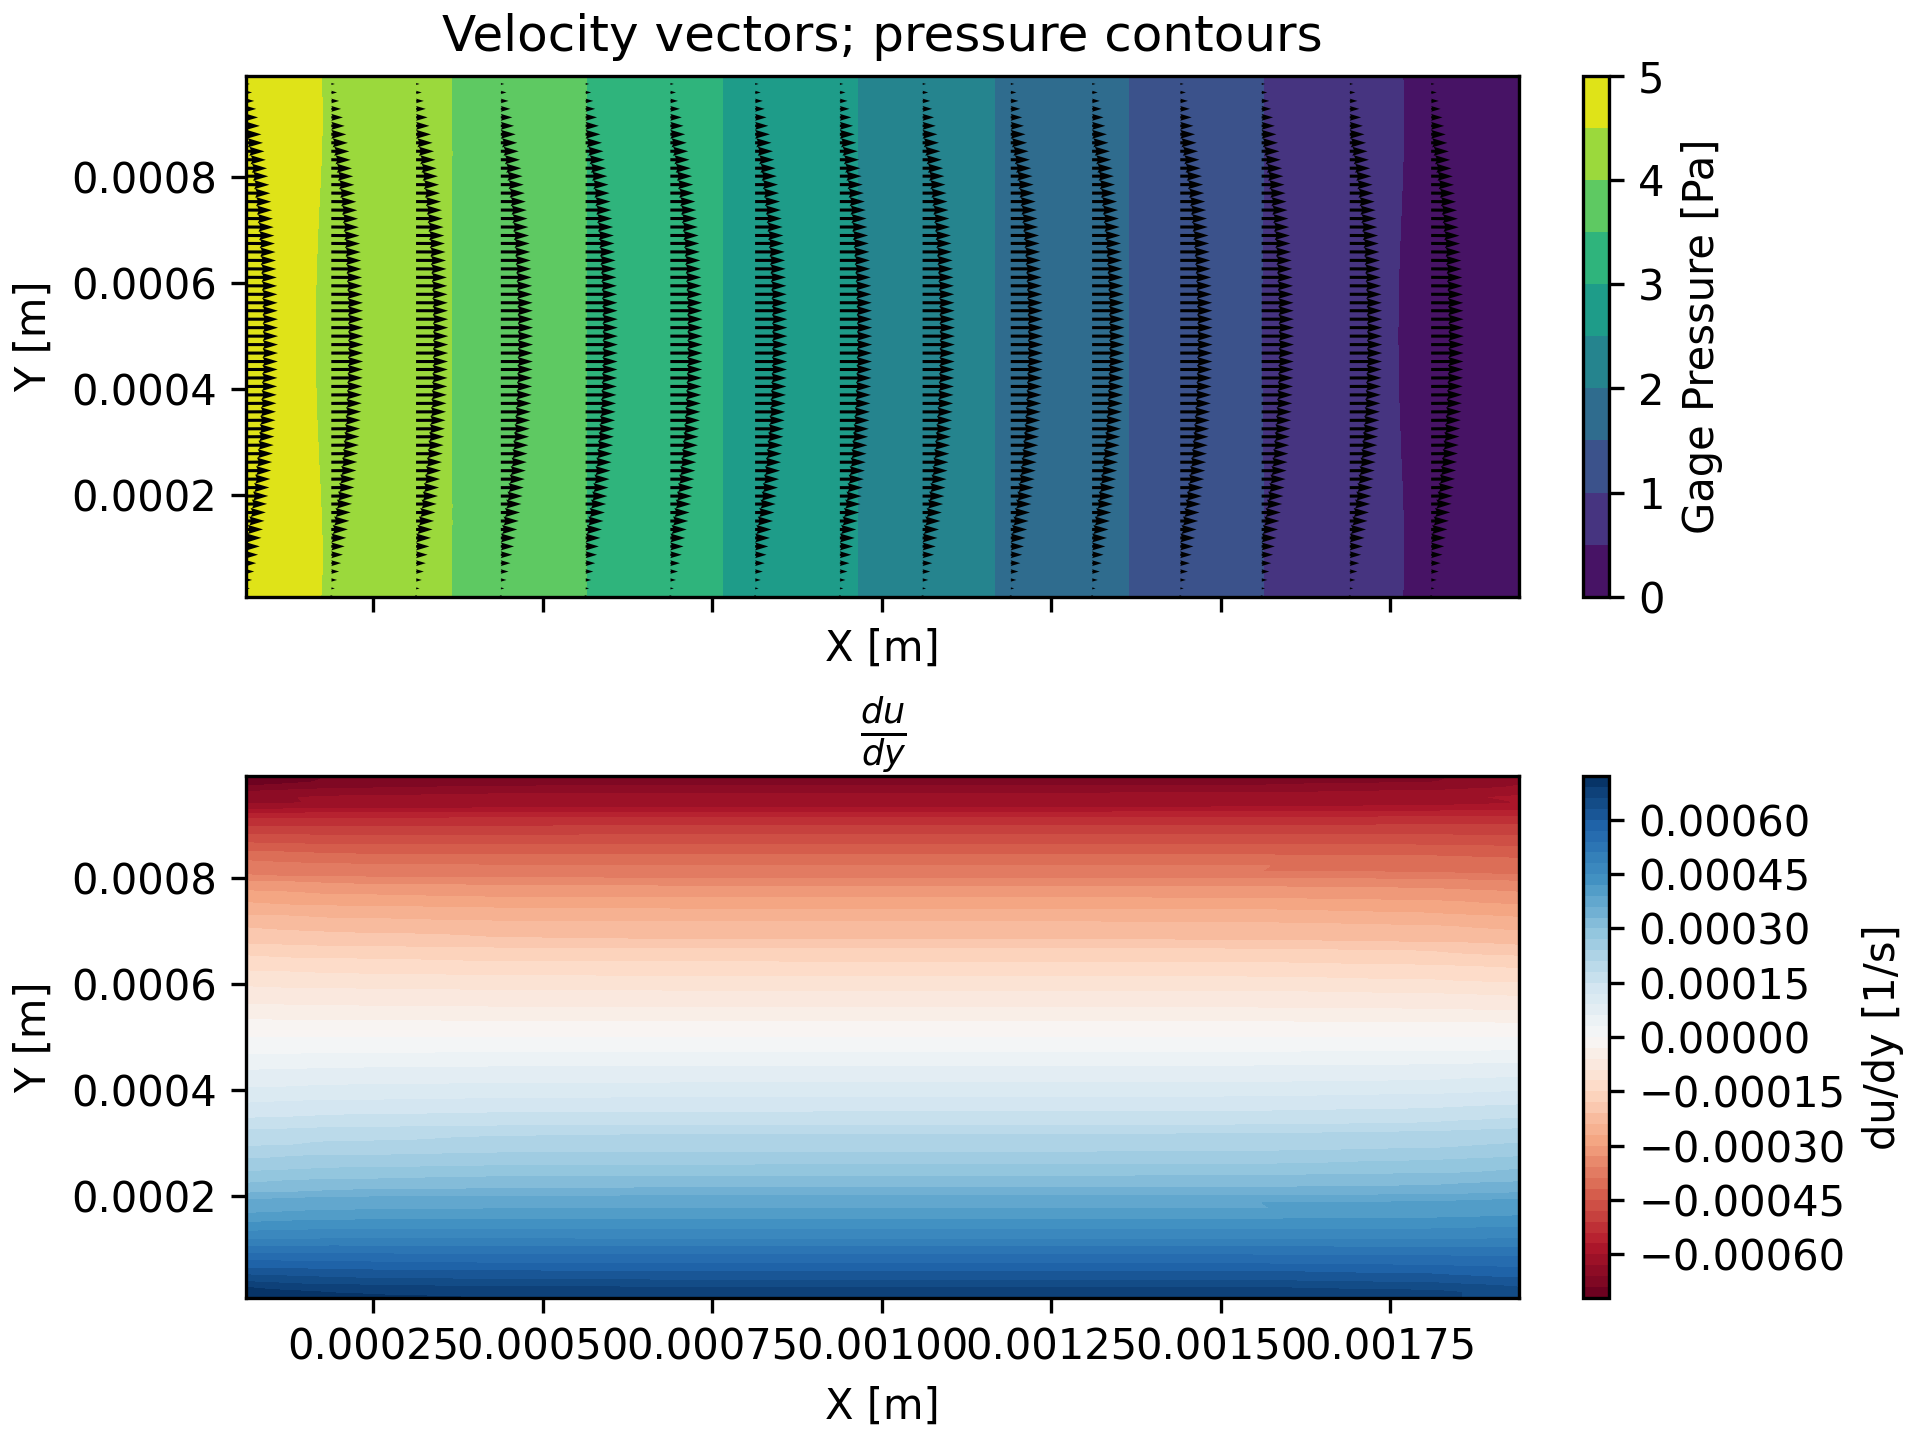 Velocity vectors; pressure contours
Y [m]
0.0008
0.0006
0.0004
0.0002
X [m]
5
4
3
2
1
0
Gage Pressure [Pa]
du
dy
Y [m]
0.0008
0.0006
0.0004
0.0002
0.000250.000500.000750.001000.001250.001500.00175
X [m]
0.00060
0.00045
0.00030
0.00015
0.00000
−0.00015
−0.00030
−0.00045
−0.00060
du/dy [1/s]